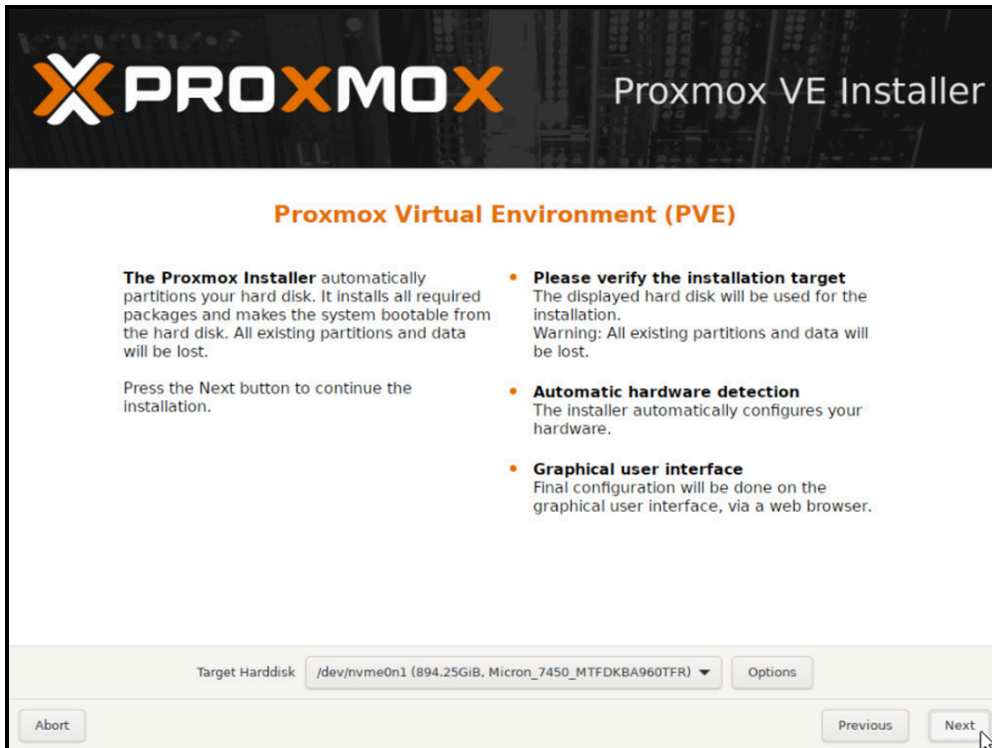 PROXMOX
Proxmox VE Installer
Proxmox Virtual Environment (PVE)
The Proxmox Installer automatically
partitions your hard disk. It installs all required
packages and makes the system bootable from
the hard disk. All existing partitions and data
will be lost.
Press the Next button to continue the
installation.
Please verify the installation target
The displayed hard disk will be used for the
installation.
Warning: All existing partitions and data will
be lost.
Automatic hardware detection
The installer automatically configures your
hardware.
Graphical user interface
Final configuration will be done on the
graphical user interface, via a web browser.
Target Harddisk
/dev/nvme0n1 (894.25GiB, Micron_7450_MTFDKBA960TFR)
Options
Abort
Previous
Next